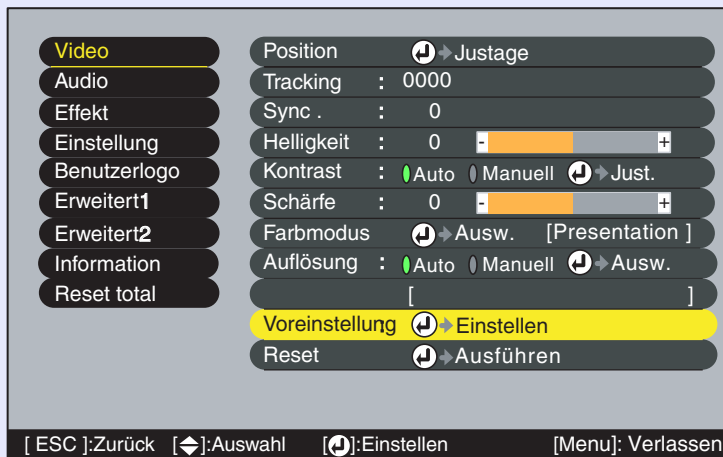 Video
Audio
Effekt
Einstellung
Benutzerlogo
Erweitert1
Erweitert2
Information
Reset total
Position Justage
Tracking : 0000
Sync . : 0
Helligkeit : 0 - +
Kontrast : Auto Manuell Just.
Schärfe : 0 - +
Farbmodus Ausw. [Presentation ]
Auflösung : Auto Manuell Ausw.
[ ]
Voreinstellung: Einstellen
Reset Ausführen
[ ESC ]:Zurück [ ]:Auswahl [ ]:Einstellen [Menu]: Verlassen